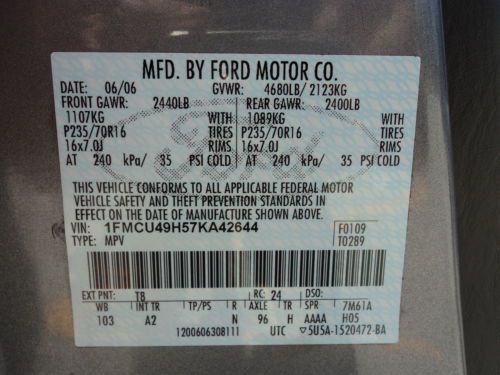 MFD. BY FORD MOTOR CO.
DATE: 06/06 GVWR: 4680LB/ 2123KG
FRONT GAWR: 2440LB REAR GAWR: 2400LB
1107KG WITH 1089KG WITH
P235/70R16 TIRES P235/70R16 TIRES
16x7.0J RIMS 16x7.0J RIMS
AT 240 kPa/ 35 PSI COLD AT 240 kPa/ 35 PSI COLD
Ford
THIS VEHICLE CONFORMS TO ALL APPLICABLE FEDERAL MOTOR
VEHICLE SAFETY AND THEFT PREVENTION STANDARDS IN
EFFECT ON THE DATE OF MANUFACTURE SHOWN ABOVE.
VIN: 1FMCU49H57KA42644 F0109
TYPE: MPV T0289
EXT PNT: T8 RC: 24 DSO:
WB INT TR TP/PS R AXLE TR SPR 7M61A
103 A2 N 96 H AAAA H05
1200606308111 UTC ▽5U5A-1520472-BA